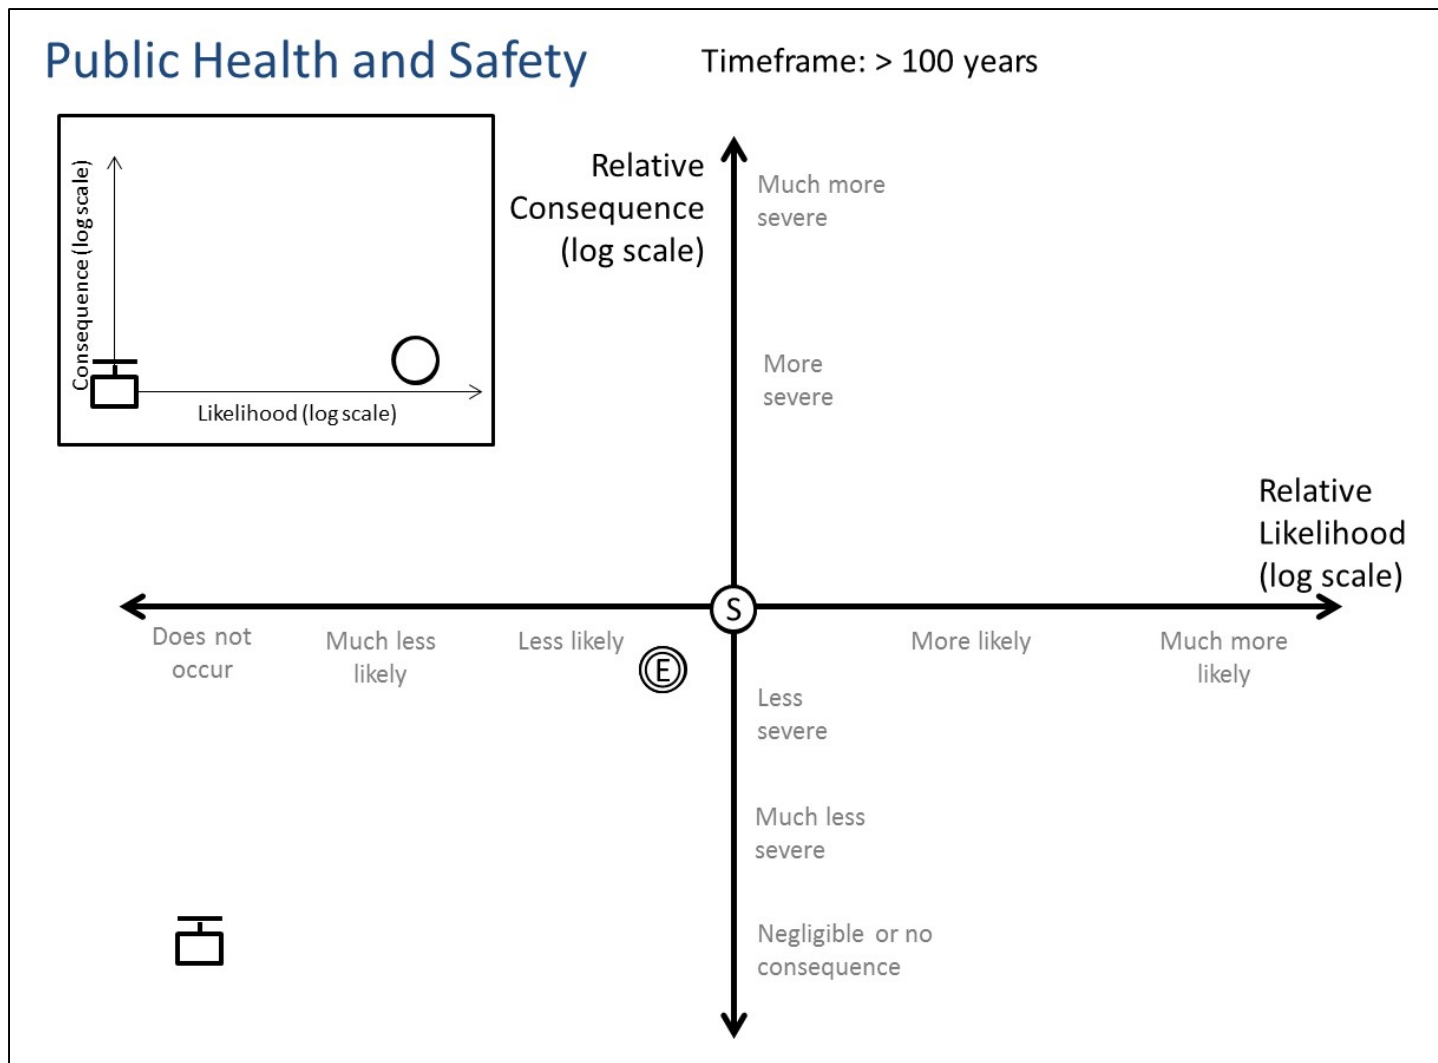 Public Health and Safety
Timeframe: > 100 years
Consequence (log scale)
Likelihood (log scale)
Relative
Consequence
(log scale)
Much more
severe
More
severe
Relative
Likelihood
(log scale)
S
Does not
occur
Much less
likely
Less likely
E
More likely
Much more
likely
Less
severe
Much less
severe
Negligible or no
consequence